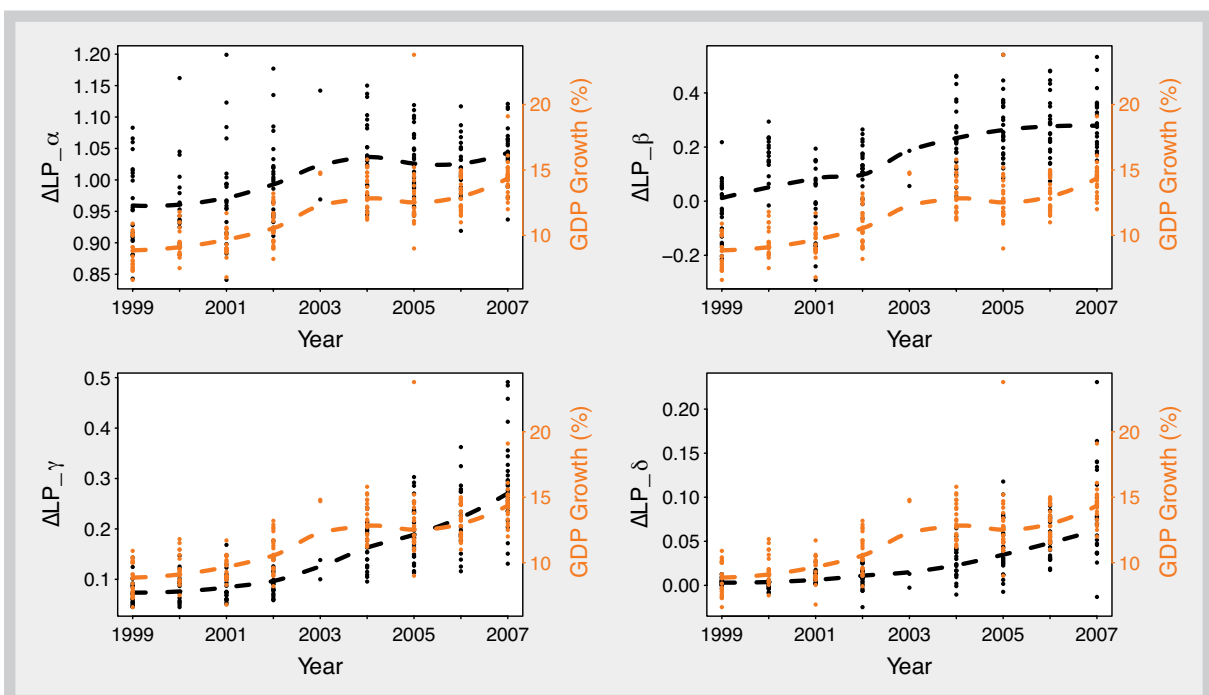 ΔLP_α
1.20
1.15
1.10
1.05
1.00
0.95
0.90
0.85
20
15
10
GDP Growth (%)
1999 2001 2003 2005 2007
Year
ΔLP_β
0.4
0.2
0.0
−0.2
20
15
10
GDP Growth (%)
1999 2001 2003 2005 2007
Year
ΔLP_γ
0.5
0.4
0.3
0.2
0.1
20
15
10
GDP Growth (%)
1999 2001 2003 2005 2007
Year
ΔLP_δ
0.20
0.15
0.10
0.05
0.00
20
15
10
GDP Growth (%)
1999 2001 2003 2005 2007
Year